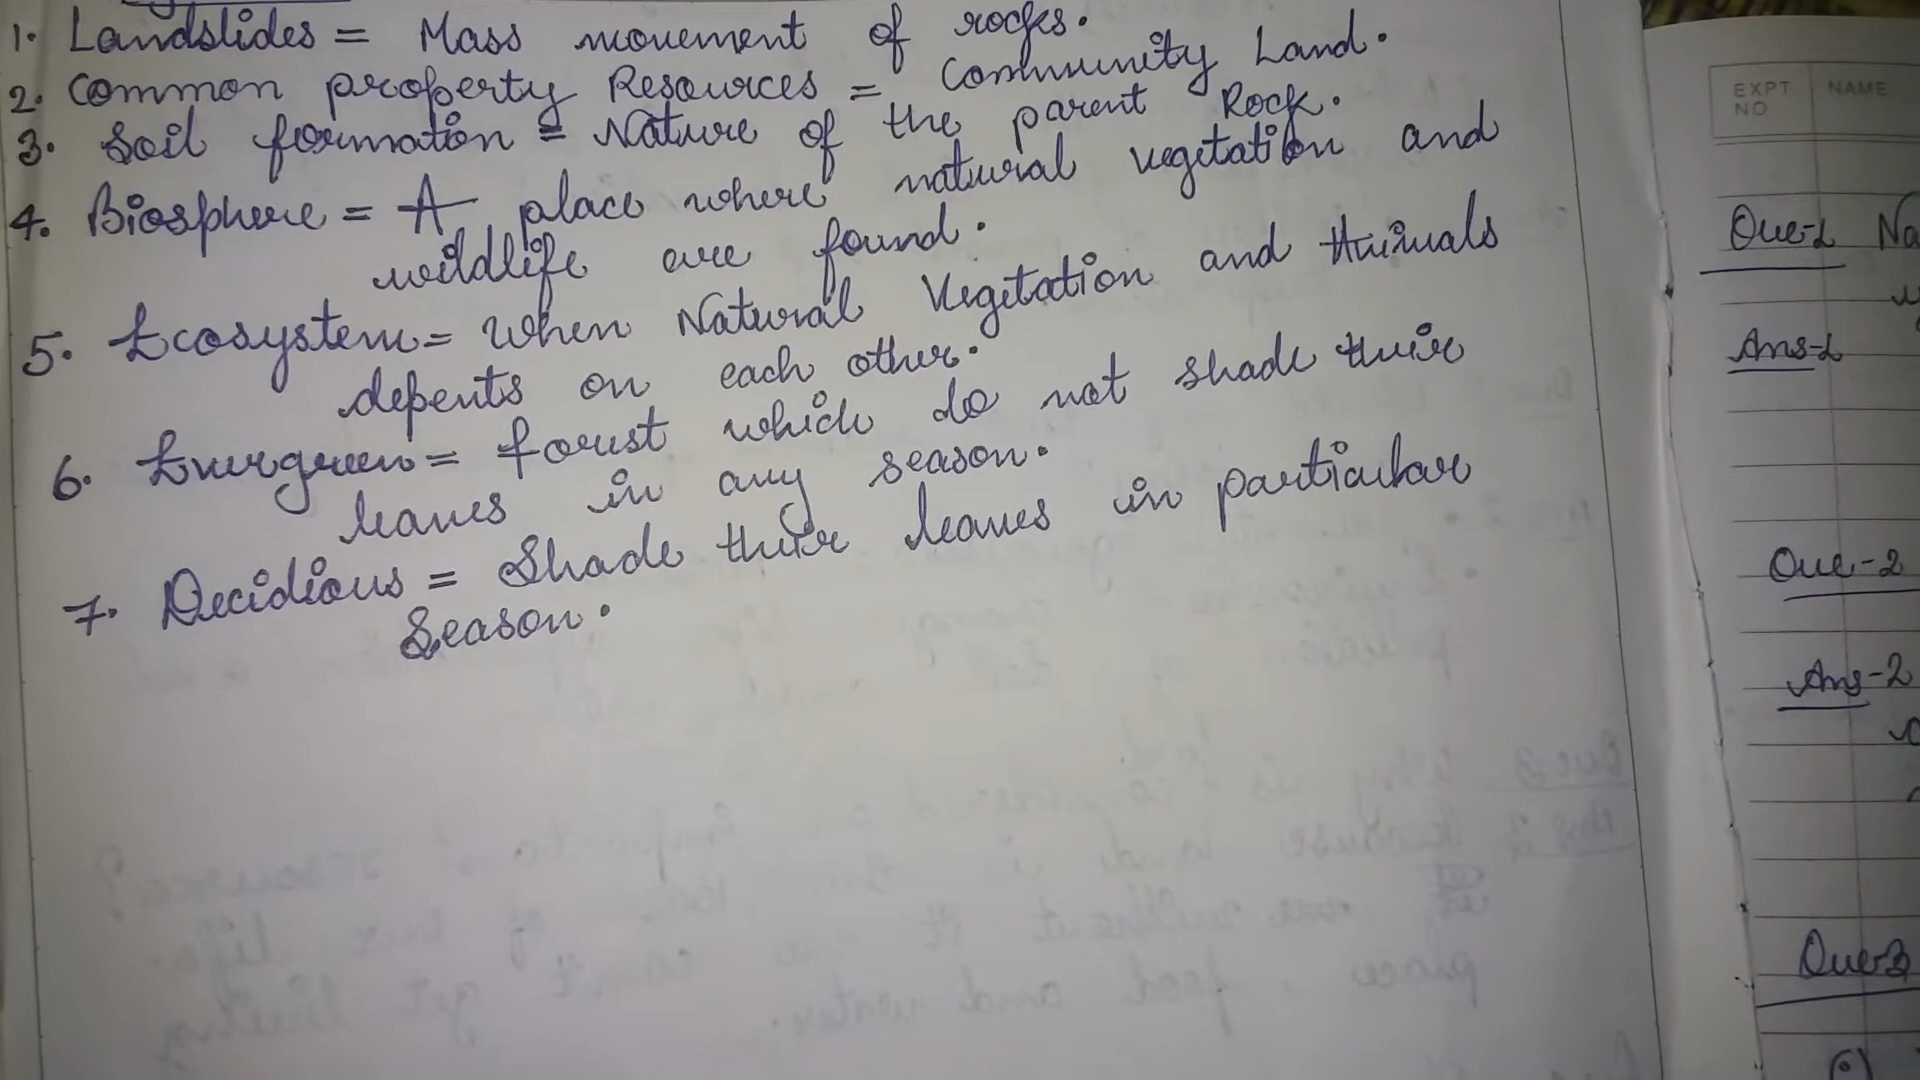 1. Landslides = Mass movement of rocks.
2. Common property Resources = Community Land.
3. Soil formation = Nature of the parent Rock.
4. Biosphere = A place where natural vegetation and
wildlife are found.
5. Ecosystem = When Natural Vegetation and Animals
depents on each other.
6. Evergreen = forest which do not shade their
leaves in any season.
7. Decidious = Shade their leaves in particular
Season.
EXPT NO NAME
Que-1 Na
Ans-1
Que-2
Ans-2
Que-3